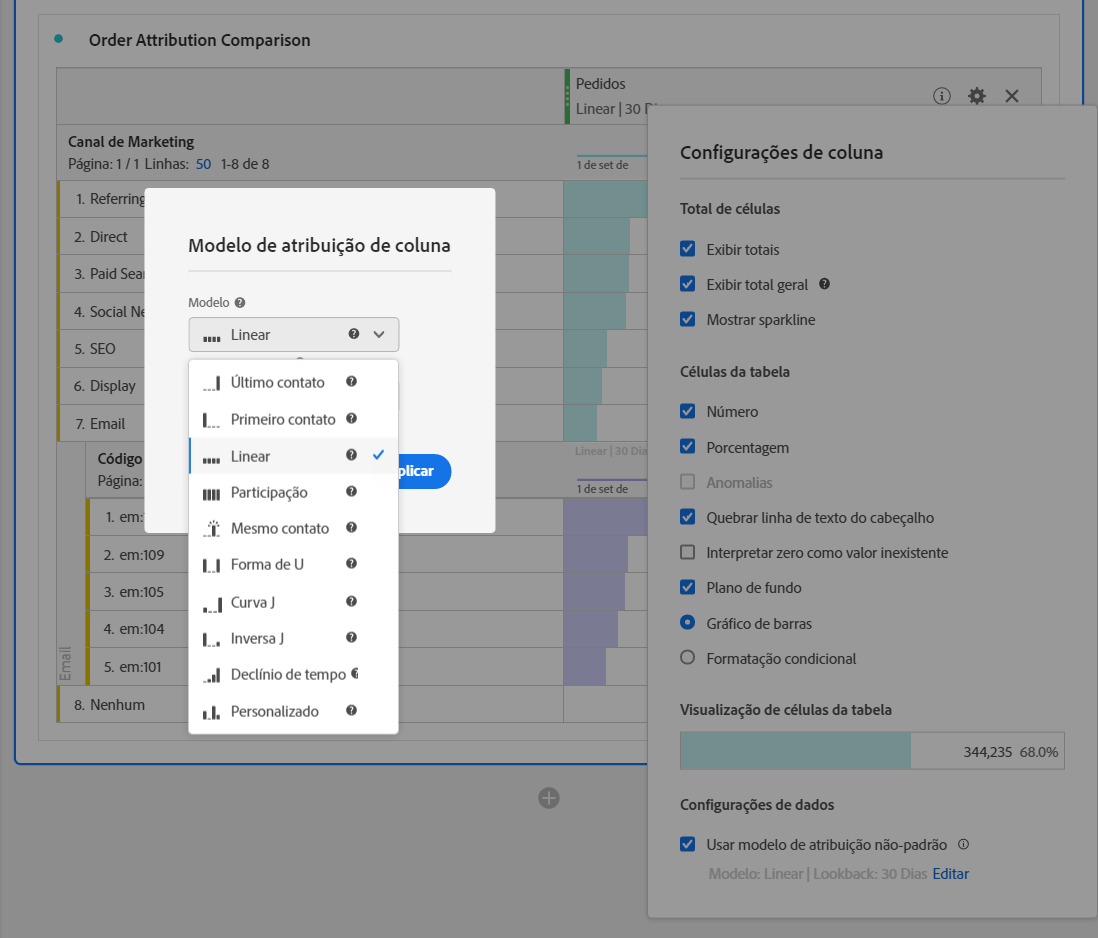 Order Attribution Comparison
Pedidos
Linear | 30
Canal de Marketing
Página: 1 / 1 Linhas: 50 1-8 de 8
1 de set de
1. Referring
2. Direct
3. Paid
4. Social
5. SEO
6. Display
7. Email
Linear | 30 Dias
Código
Página:
1 de set de
1. em:
2. em:109
3. em:105
4. em:104
5. em:101
Email
8. Nenhum
Modelo de atribuição de coluna
Modelo
Linear
Último contato
Primeiro contato
Linear
Participação
Mesmo contato
Forma de U
Curva J
Inversa J
Declínio de tempo
Personalizado
plicar
Configurações de coluna
Total de células
Exibir totais
Exibir total geral
Mostrar sparkline
Células da tabela
Número
Porcentagem
Anomalias
Quebrar linha de texto do cabeçalho
Interpretar zero como valor inexistente
Plano de fundo
Gráfico de barras
Formatação condicional
Visualização de células da tabela
344,235 68.0%
Configurações de dados
Usar modelo de atribuição não-padrão
Modelo: Linear | Lookback: 30 Dias Editar